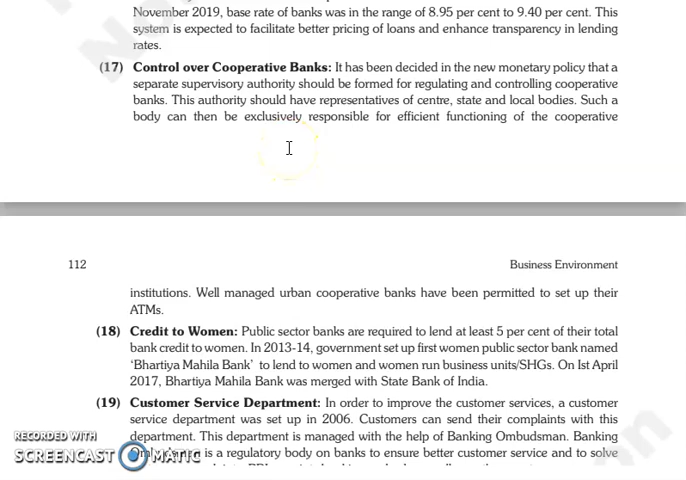 November 2019, base rate of banks was in the range of 8.95 per cent to 9.40 per cent. This
system is expected to facilitate better pricing of loans and enhance transparency in lending
rates.
(17) Control over Cooperative Banks: It has been decided in the new monetary policy that a
separate supervisory authority should be formed for regulating and controlling cooperative
banks. This authority should have representatives of centre, state and local bodies. Such a
body can then be exclusively responsible for efficient functioning of the cooperative
112 Business Environment
institutions. Well managed urban cooperative banks have been permitted to set up their
ATMs.
(18) Credit to Women: Public sector banks are required to lend at least 5 per cent of their total
bank credit to women. In 2013-14, government set up first women public sector bank named
‘Bhartiya Mahila Bank’ to lend to women and women run business units/SHGs. On Ist April
2017, Bhartiya Mahila Bank was merged with State Bank of India.
(19) Customer Service Department: In order to improve the customer services, a customer
service department was set up in 2006. Customers can send their complaints with this
department. This department is managed with the help of Banking Ombudsman. Banking
is a regulatory body on banks to ensure better customer service and to solve
RECORDED WITH
SCREENCAST MATIC